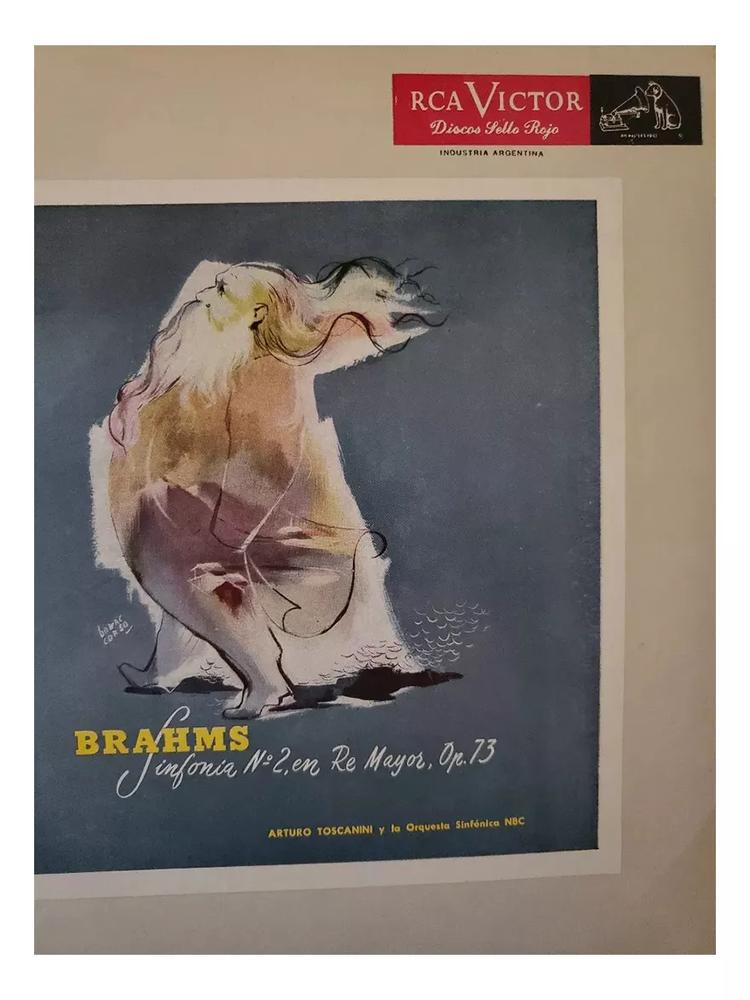 RCA VICTOR
Discos Sello Rojo
INDUSTRIA ARGENTINA
BRAHMS
Sinfonía Nº 2, en Re Mayor, Op. 73
ARTURO TOSCANINI y la Orquesta Sinfónica NBC